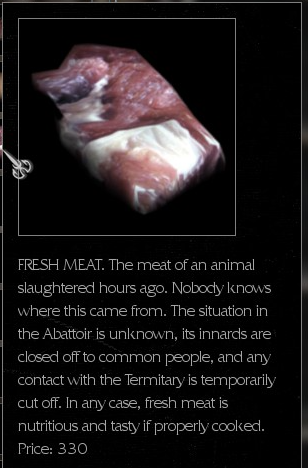 FRESH MEAT. The meat of an animal
slaughtered hours ago. Nobody knows
where this came from. The situation in
the Abattoir is unknown, its innards are
closed off to common people, and any
contact with the Termitary is temporarily
cut off. In any case, fresh meat is
nutritious and tasty if properly cooked.
Price: 330